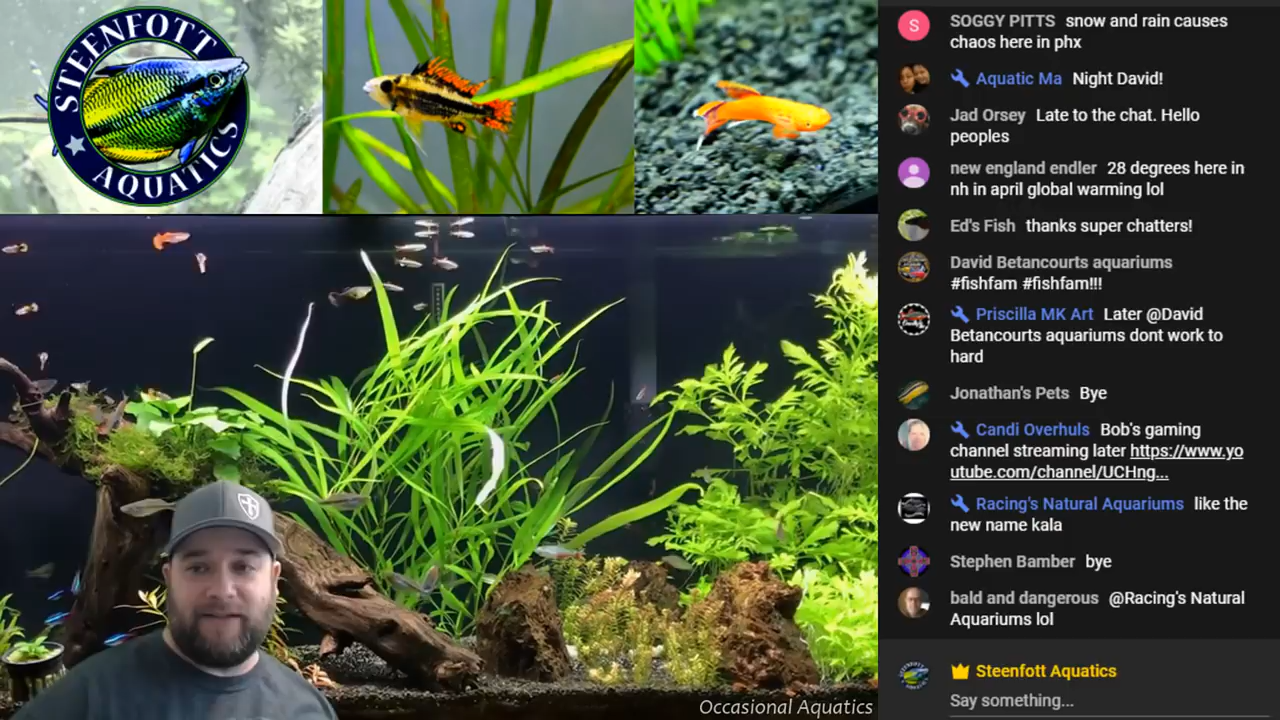 STEENFOTT
AQUATICS
Occasional Aquatics
S
SOGGY PITTS snow and rain causes
chaos here in phx
Aquatic Ma Night David!
Jad Orsey Late to the chat. Hello
peoples
new england endler 28 degrees here in
nh in april global warming lol
Ed's Fish thanks super chatters!
David Betancourts aquariums
#fishfam #fishfam!!!
Priscilla MK Art Later @David
Betancourts aquariums dont work to
hard
Jonathan's Pets Bye
Candi Overhuls Bob's gaming
channel streaming later https://www.yo
utube.com/channel/UCHng...
Racing's Natural Aquariums like the
new name kala
Stephen Bamber bye
bald and dangerous @Racing's Natural
Aquariums lol
Steenfott Aquatics
Say something...